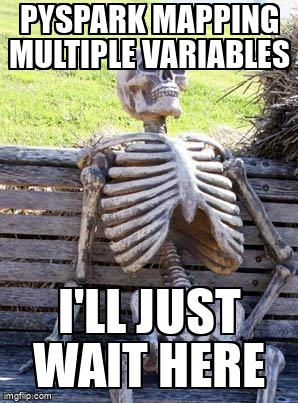 PYSPARK MAPPING
MULTIPLE VARIABLES
I'LL JUST
WAIT HERE
imgflip.com